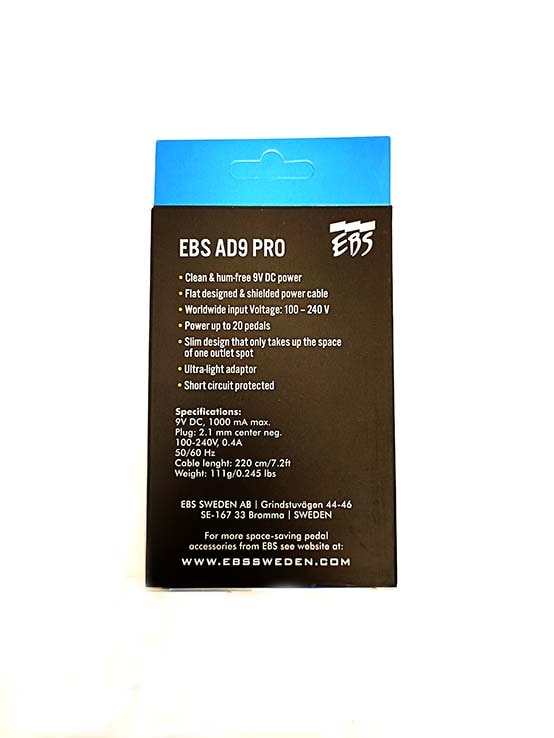 EBS AD9 PRO
EBS
• Clean & hum-free 9V DC power
• Flat designed & shielded power cable
• Worldwide input Voltage: 100 – 240 V
• Power up to 20 pedals
• Slim design that only takes up the space
of one outlet spot
• Ultra-light adaptor
• Short circuit protected
Specifications:
9V DC, 1000 mA max.
Plug: 2.1 mm center neg.
100-240V, 0.4A
50/60 Hz
Cable lenght: 220 cm/7.2ft
Weight: 111g/0.245 lbs
EBS SWEDEN AB | Grindstuvägen 44-46
SE-167 33 Bromma | SWEDEN
For more space-saving pedal
accessories from EBS see website at:
WWW.EBSSWEDEN.COM